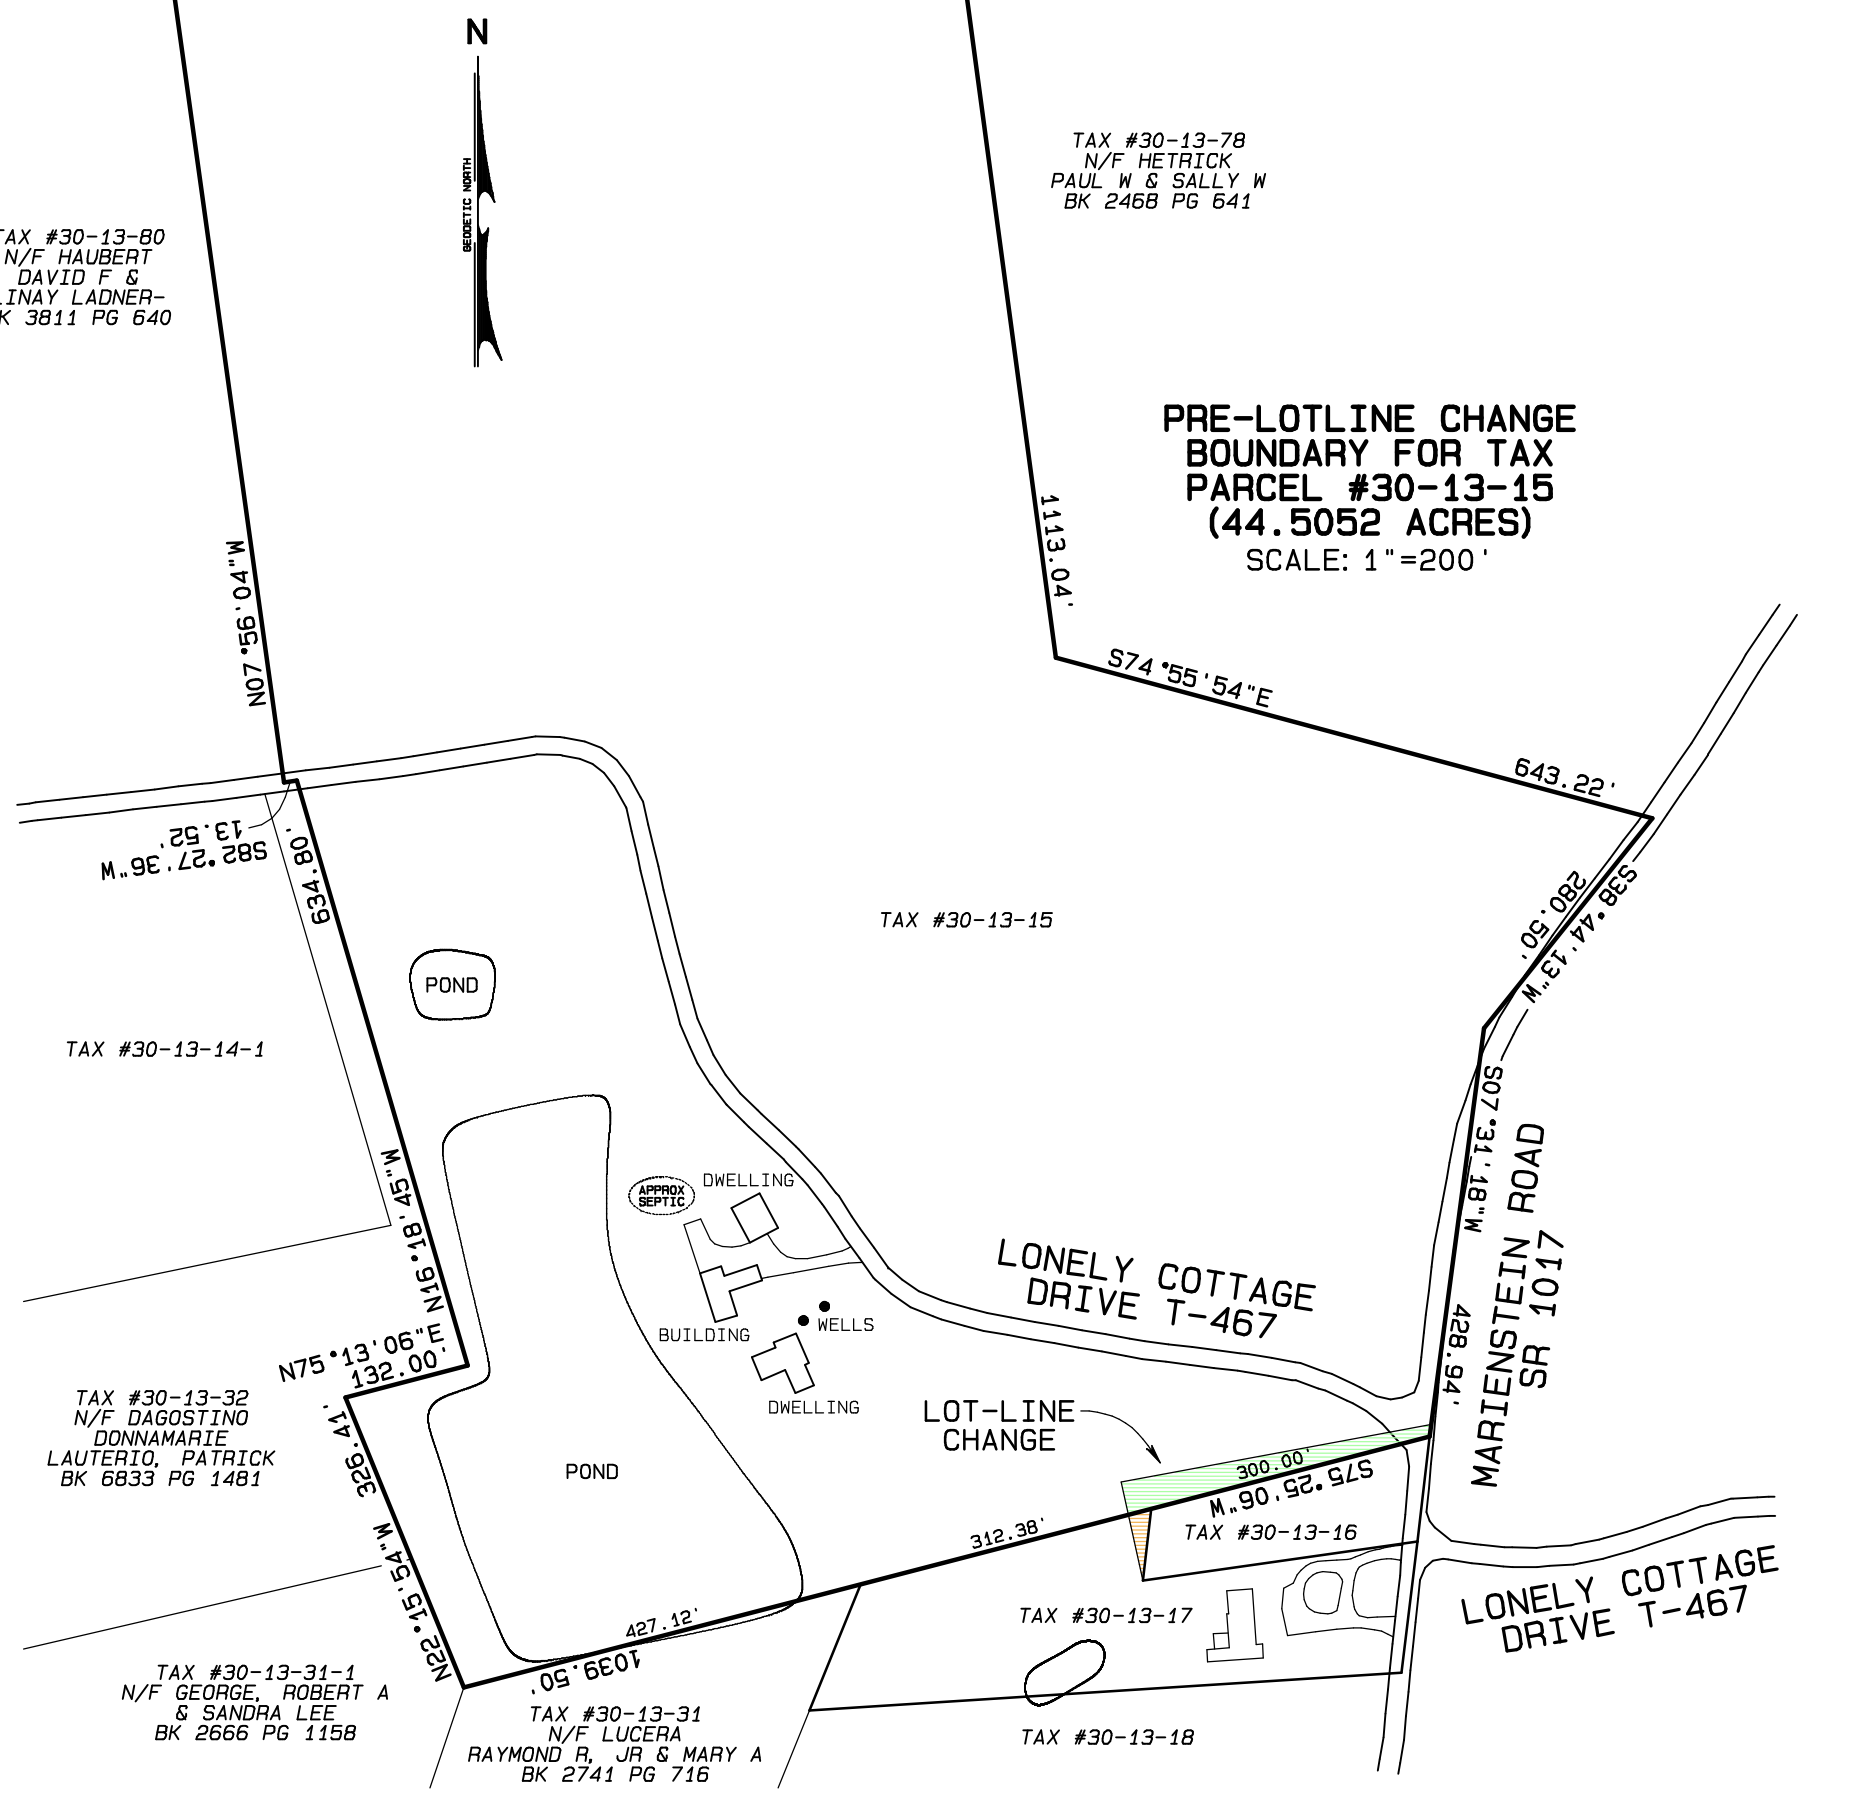 N
GEODETIC NORTH
TAX #30-13-78
N/F HETRICK
PAUL W & SALLY W
BK 2468 PG 641
TAX #30-13-80
N/F HAUBERT
DAVID F &
LINAY LADNER-
BK 3811 PG 640
PRE-LOTLINE CHANGE
BOUNDARY FOR TAX
PARCEL #30-13-15
(44.5052 ACRES)
SCALE: 1"=200'
1113.04'
N07°56'04"W
S74°55'54"E
643.22'
13.52'
S82°27'36"W
634.80'
280.50'
S38°44'13"W
TAX #30-13-15
POND
TAX #30-13-14-1
S07°31'18"W
428.94'
MARIENSTEIN ROAD
SR 1017
N16°18'45"W
APPROX
SEPTIC
DWELLING
BUILDING
WELLS
DWELLING
LONELY COTTAGE
DRIVE T-467
N75°13'06"E
132.00'
TAX #30-13-32
N/F DAGOSTINO
DONNAMARIE
LAUTERIO, PATRICK
BK 6833 PG 1481
326.41'
N22°15'54"W
POND
LOT-LINE
CHANGE
300.00'
S75°25'06"W
312.38'
TAX #30-13-16
427.12'
1039.50'
TAX #30-13-17
LONELY COTTAGE
DRIVE T-467
TAX #30-13-31-1
N/F GEORGE, ROBERT A
& SANDRA LEE
BK 2666 PG 1158
TAX #30-13-31
N/F LUCERA
RAYMOND R, JR & MARY A
BK 2741 PG 716
TAX #30-13-18